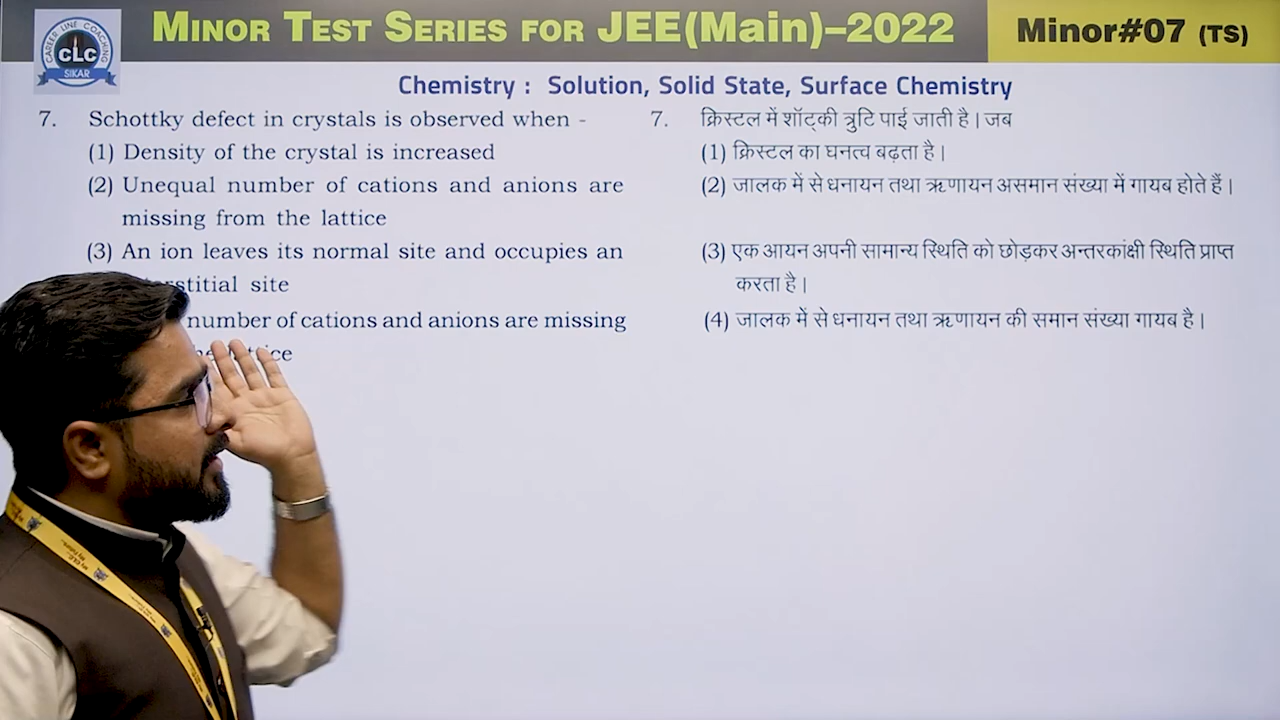 MINOR TEST SERIES FOR JEE(Main)–2022
Minor#07 (TS)
CAREER LINE COACHING
CLC
SIKAR
Chemistry : Solution, Solid State, Surface Chemistry
7. Schottky defect in crystals is observed when -
(1) Density of the crystal is increased
(2) Unequal number of cations and anions are
missing from the lattice
(3) An ion leaves its normal site and occupies an
stitial site
number of cations and anions are missing
7. क्रिस्टल में शॉट्की त्रुटि पाई जाती है। जब
(1) क्रिस्टल का घनत्व बढ़ता है।
(2) जालक में से धनायन तथा ऋणायन असमान संख्या में गायब होते हैं।
(3) एक आयन अपनी सामान्य स्थिति को छोड़कर अन्तरकांक्षी स्थिति प्राप्त
करता है।
(4) जालक में से धनायन तथा ऋणायन की समान संख्या गायब है।